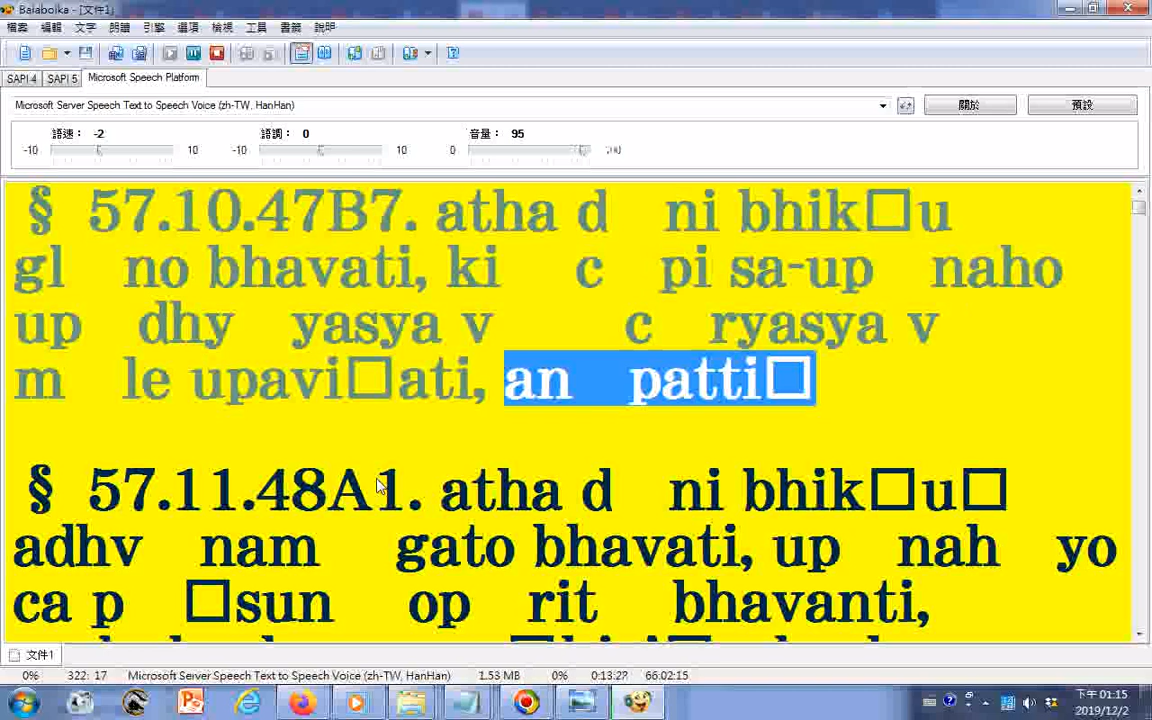 Balabolka - [文件1]
檔案 編輯 文字 朗讀 引擎 選項 檢視 工具 書籤 說明
SAPI 4 SAPI 5 Microsoft Speech Platform
Microsoft Server Speech Text to Speech Voice (zh-TW, HanHan) 關於 預設
語速： -2 語調： 0 音量： 95
-10 10 -10 10 0 100
§ 57.10.47B7. atha d ni bhik□u
gl no bhavati, ki c pi sa-up naho
up dhy yasya v c ryasya v
m le upavi□ati, an patti□
§ 57.11.48A1. atha d ni bhik□u□
adhv nam gato bhavati, up nah yo
ca p □sun op rit bhavanti,
文件1
0% 322: 17 Microsoft Server Speech Text to Speech Voice (zh-TW, HanHan) 1.53 MB 0% 0:13:2? 66:02:15
下午 01:15
2019/12/2